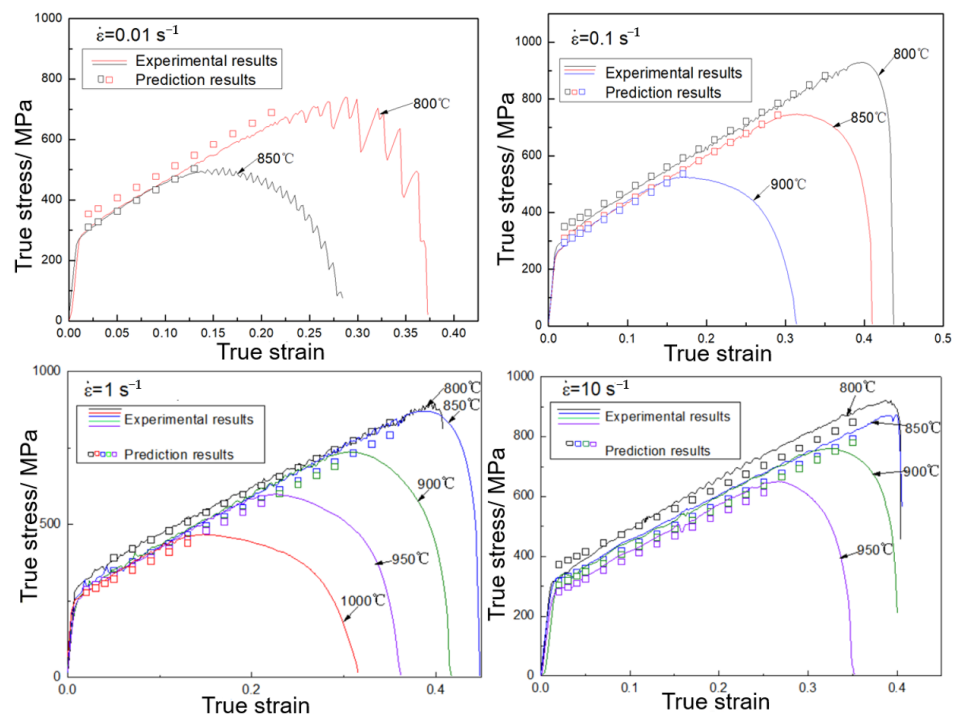 1000
800
600
400
200
0
ε̇=0.01 s⁻¹
Experimental results
Prediction results
800℃
850℃
0.00 0.05 0.10 0.15 0.20 0.25 0.30 0.35 0.40
True strain
True stress/ MPa
1000
800
600
400
200
0
ε̇=0.1 s⁻¹
Experimental results
Prediction results
800℃
850℃
900℃
0.0 0.1 0.2 0.3 0.4 0.5
True strain
True stress/ MPa
1000
500
0
ε̇=1 s⁻¹
Experimental results
Prediction results
800℃
850℃
900℃
950℃
1000℃
0.0 0.2 0.4
True strain
True stress/ MPa
1000
900
800
600
400
300
200
100
0
ε̇=10 s⁻¹
Experimental results
Prediction results
800℃
850℃
900℃
950℃
0.0 0.1 0.2 0.3 0.4
True strain
True stress/ MPa